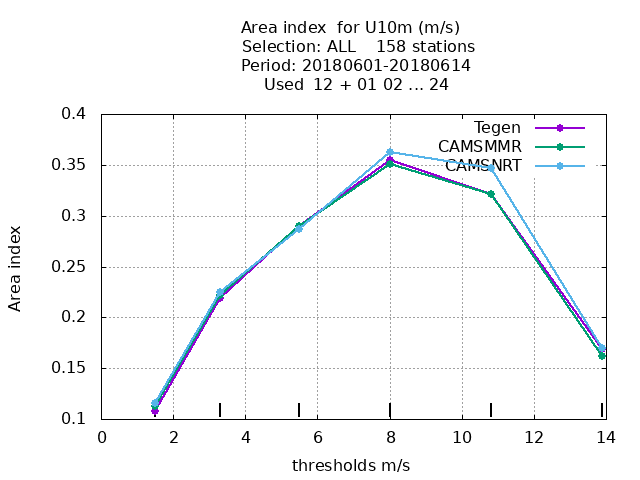 Area index  for U10m (m/s)
Selection: ALL    158 stations
Period: 20180601-20180614
Used  12 + 01 02 ... 24
Tegen
CAMSMMR
CAMSNRT
0.4
0.35
0.3
0.25
0.2
0.15
0.1
Area index
0 2 4 6 8 10 12 14
thresholds m/s